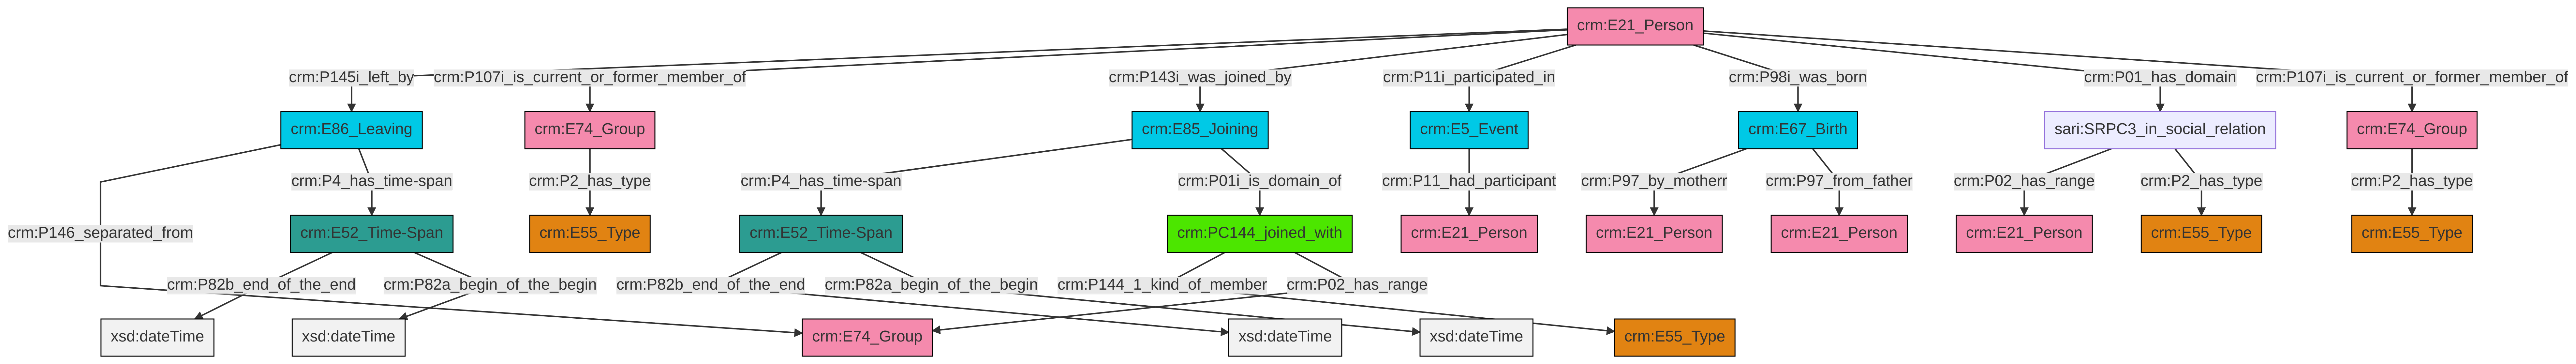 crm:E21_Person
crm:P145i_left_by
crm:P107i_is_current_or_former_member_of
crm:P143i_was_joined_by
crm:P11i_participated_in
crm:P98i_was_born
crm:P01_has_domain
crm:P107i_is_current_or_former_member_of
crm:E86_Leaving
crm:E74_Group
crm:E85_Joining
crm:E5_Event
crm:E67_Birth
sari:SRPC3_in_social_relation
crm:E74_Group
crm:P4_has_time-span
crm:P2_has_type
crm:P4_has_time-span
crm:P01i_is_domain_of
crm:P11_had_participant
crm:P97_by_motherr
crm:P97_from_father
crm:P02_has_range
crm:P2_has_type
crm:P2_has_type
crm:P146_separated_from
crm:E52_Time-Span
crm:E55_Type
crm:E52_Time-Span
crm:PC144_joined_with
crm:E21_Person
crm:E21_Person
crm:E21_Person
crm:E21_Person
crm:E55_Type
crm:E55_Type
crm:P82b_end_of_the_end
crm:P82a_begin_of_the_begin
crm:P82b_end_of_the_end
crm:P82a_begin_of_the_begin
crm:P144_1_kind_of_member
crm:P02_has_range
xsd:dateTime
xsd:dateTime
crm:E74_Group
xsd:dateTime
xsd:dateTime
crm:E55_Type